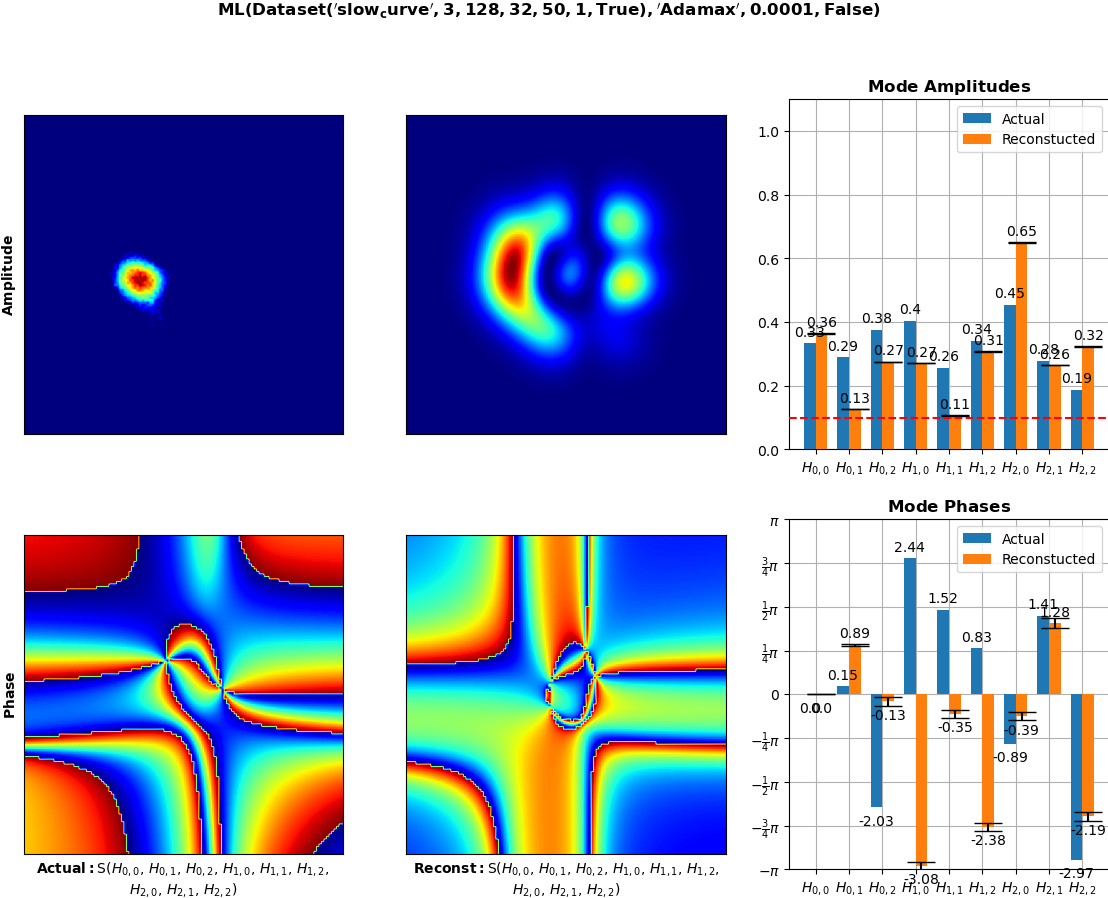 ML(Dataset('slow_curve', 3, 128, 32, 50, 1, True), 'Adamax', 0.0001, False)
Amplitude
Mode Amplitudes
Actual
Reconstucted
1.0
0.8
0.6
0.4
0.2
0.0
0.33 0.36 0.29 0.13 0.38 0.27 0.4 0.27 0.26 0.11 0.34 0.31 0.45 0.65 0.28 0.26 0.19 0.32
H0,0 H0,1 H0,2 H1,0 H1,1 H1,2 H2,0 H2,1 H2,2
Phase
Actual: S(H0,0, H0,1, H0,2, H1,0, H1,1, H1,2,
H2,0, H2,1, H2,2)
Reconst: S(H0,0, H0,1, H0,2, H1,0, H1,1, H1,2,
H2,0, H2,1, H2,2)
Mode Phases
Actual
Reconstucted
π
3/4π
1/2π
1/4π
0
−1/4π
−1/2π
−3/4π
−π
0.0 0.0 0.15 0.89 -2.03 -0.13 2.44 -3.08 1.52 -0.35 0.83 -2.38 -0.89 -0.39 1.41 1.28 -2.97 -2.19
H0,0 H0,1 H0,2 H1,0 H1,1 H1,2 H2,0 H2,1 H2,2